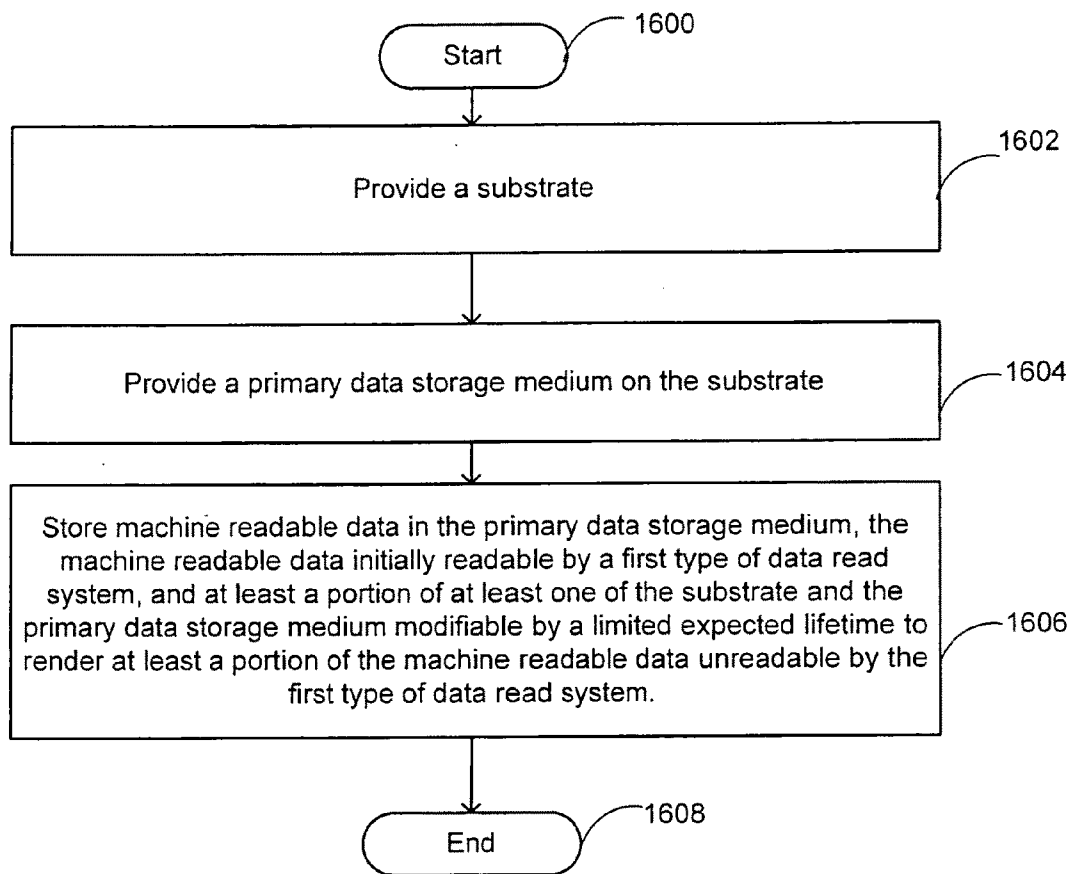 1600
Start
1602
Provide a substrate
Provide a primary data storage medium on the substrate
1604
Store machine readable data in the primary data storage medium, the
machine readable data initially readable by a first type of data read
system, and at least a portion of at least one of the substrate and the
primary data storage medium modifiable by a limited expected lifetime to
render at least a portion of the machine readable data unreadable by the
first type of data read system.
1606
End
1608